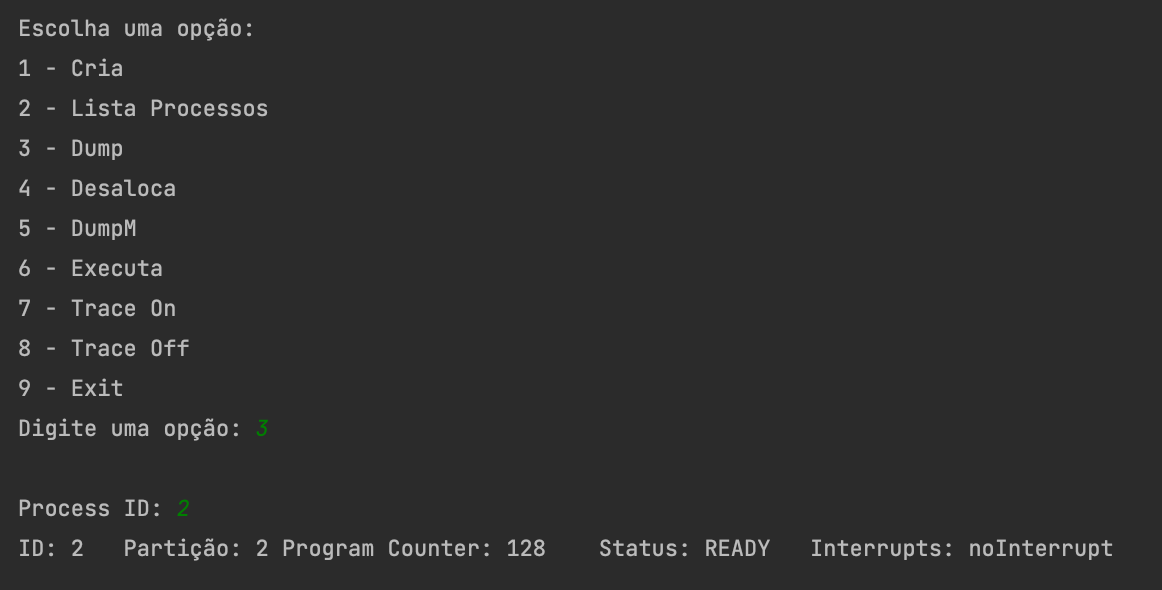 Escolha uma opção:
1 - Cria
2 - Lista Processos
3 - Dump
4 - Desaloca
5 - DumpM
6 - Executa
7 - Trace On
8 - Trace Off
9 - Exit
Digite uma opção: 3
Process ID: 2
ID: 2   Partição: 2 Program Counter: 128    Status: READY   Interrupts: noInterrupt